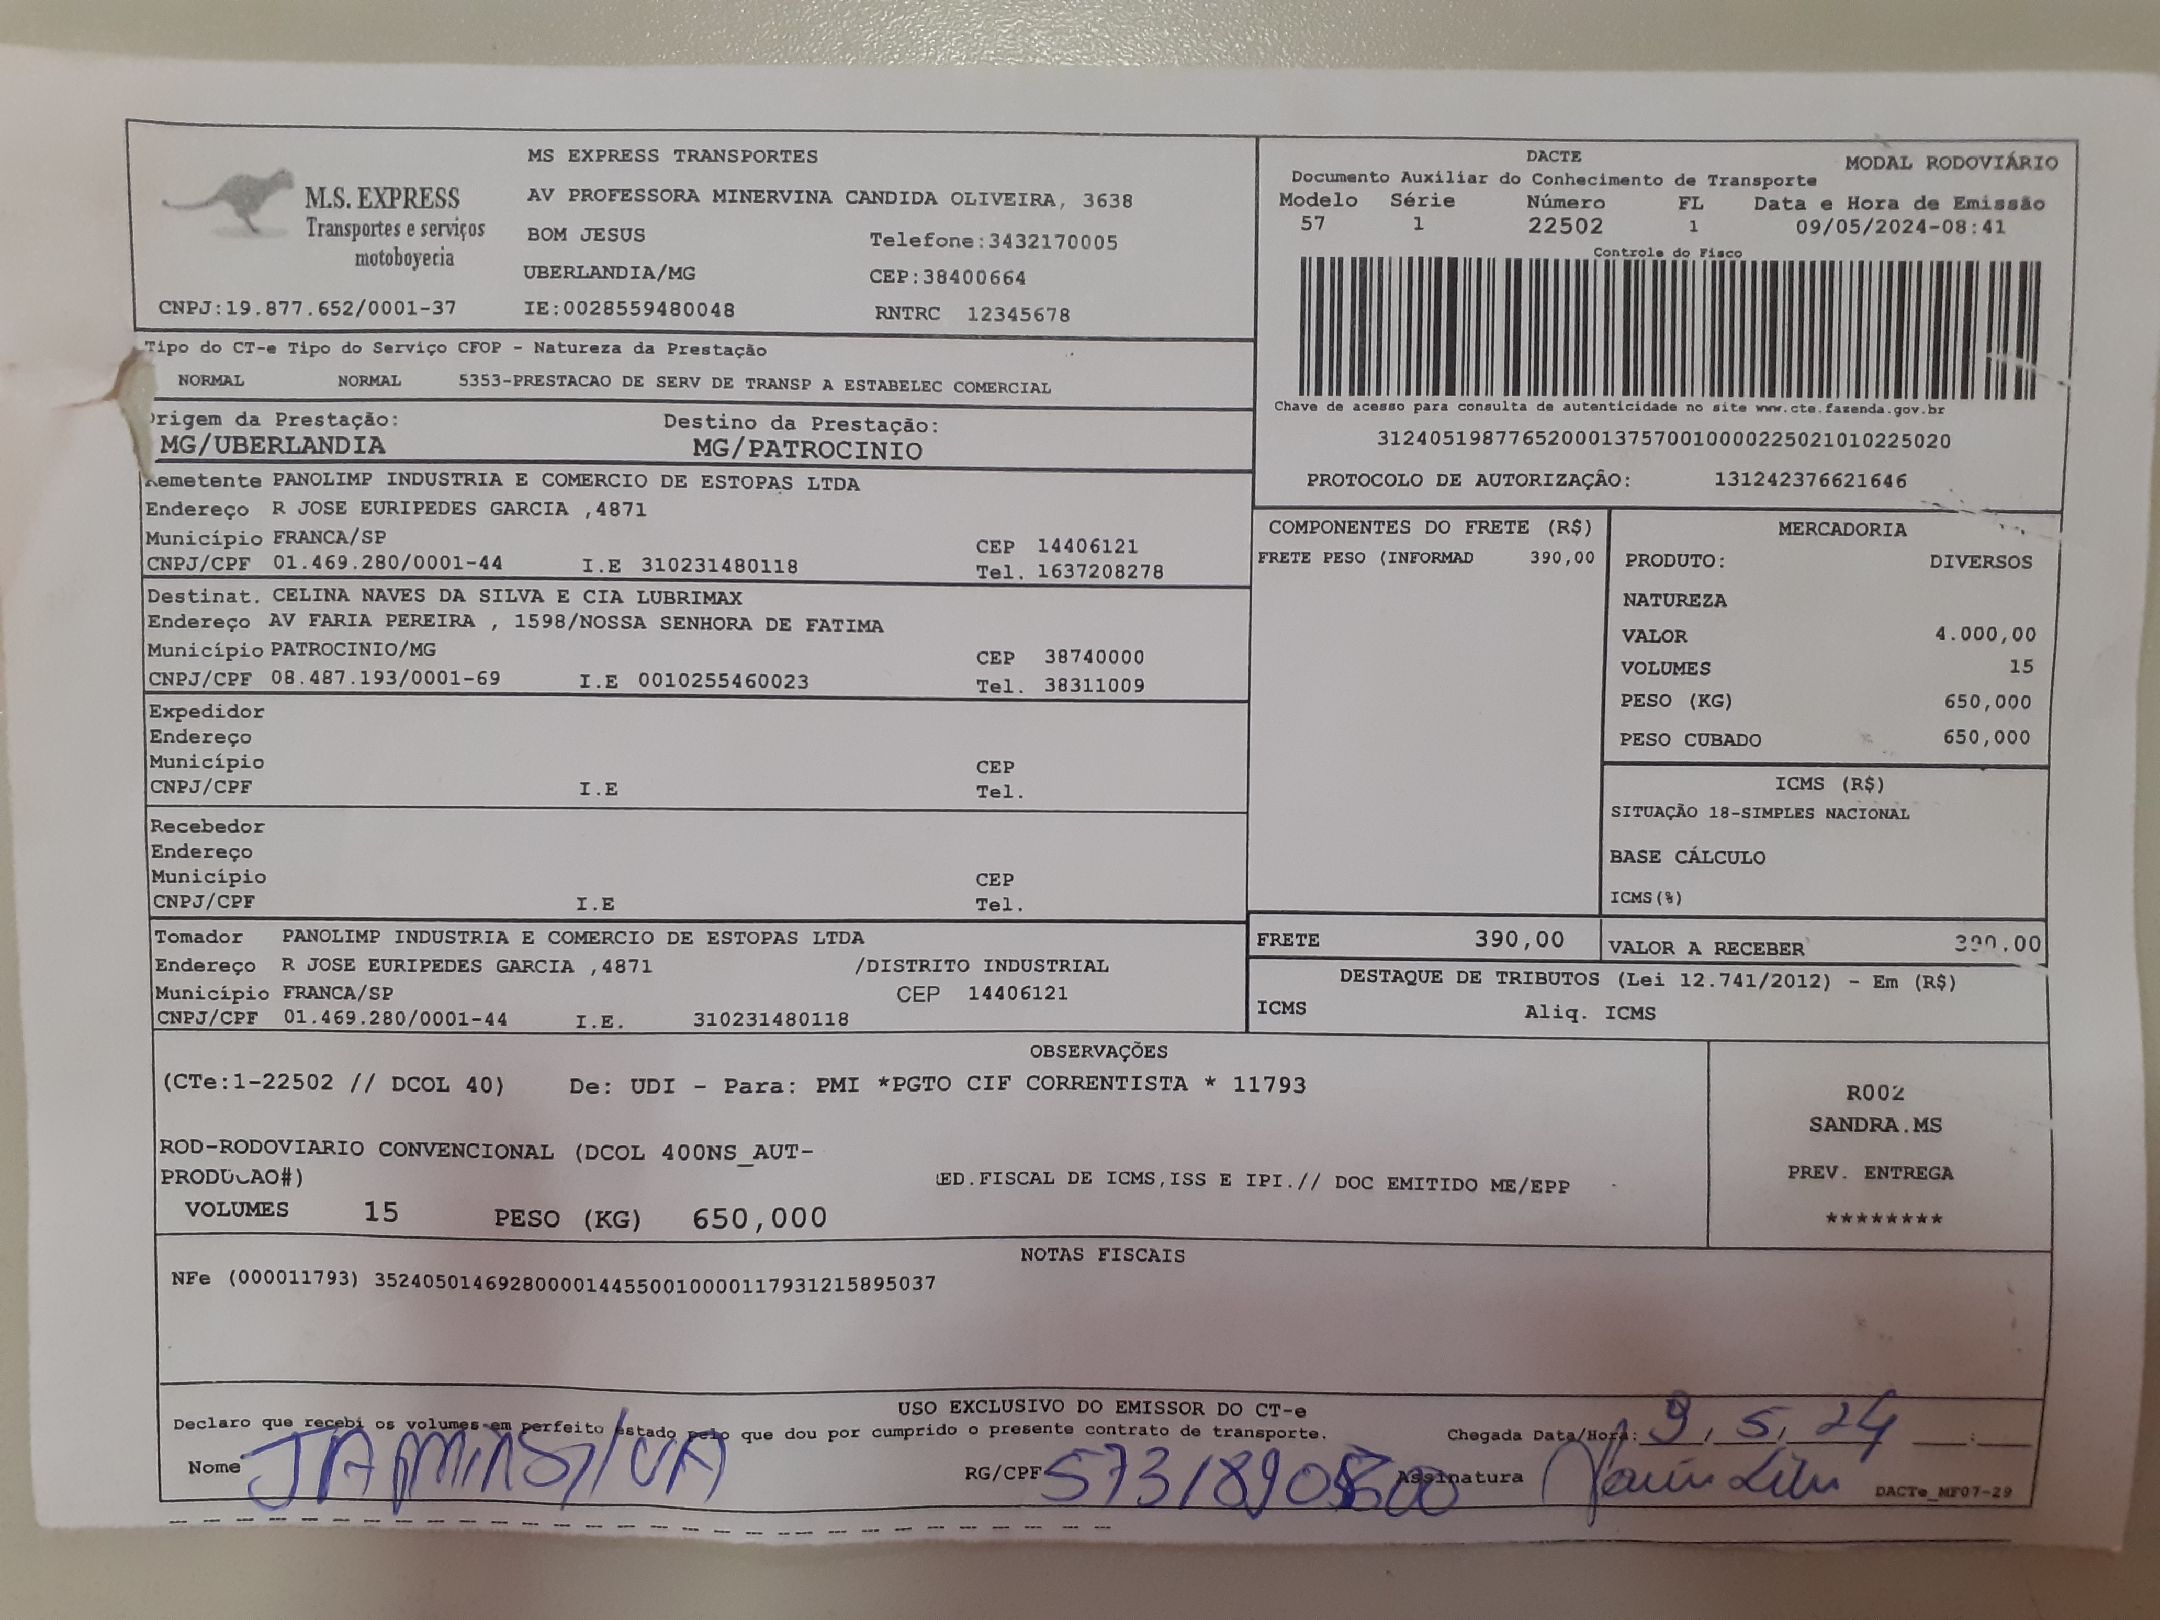 M.S. EXPRESS
Transportes e serviços
motoboyecia
CNPJ:19.877.652/0001-37
MS EXPRESS TRANSPORTES
AV PROFESSORA MINERVINA CANDIDA OLIVEIRA, 3638
BOM JESUS Telefone:3432170005
UBERLANDIA/MG CEP:38400664
IE:0028559480048 RNTRC 12345678
DACTE MODAL RODOVIÁRIO
Documento Auxiliar do Conhecimento de Transporte
Modelo Série Número FL Data e Hora de Emissão
57 1 22502 1 09/05/2024-08:41
Controle do Fisco
Chave de acesso para consulta de autenticidade no site www.cte.fazenda.gov.br
31240519877652000137570010000225021010225020
PROTOCOLO DE AUTORIZAÇÃO: 131242376621646
Tipo do CT-e Tipo do Serviço CFOP - Natureza da Prestação
NORMAL NORMAL 5353-PRESTACAO DE SERV DE TRANSP A ESTABELEC COMERCIAL
rigem da Prestação: Destino da Prestação:
MG/UBERLANDIA MG/PATROCINIO
emetente PANOLIMP INDUSTRIA E COMERCIO DE ESTOPAS LTDA
Endereço R JOSE EURIPEDES GARCIA ,4871
Município FRANCA/SP CEP 14406121
CNPJ/CPF 01.469.280/0001-44 I.E 310231480118 Tel. 1637208278
Destinat. CELINA NAVES DA SILVA E CIA LUBRIMAX
Endereço AV FARIA PEREIRA , 1598/NOSSA SENHORA DE FATIMA
Município PATROCINIO/MG CEP 38740000
CNPJ/CPF 08.487.193/0001-69 I.E 0010255460023 Tel. 38311009
Expedidor
Endereço
Município CEP
CNPJ/CPF I.E Tel.
Recebedor
Endereço
Município CEP
CNPJ/CPF I.E Tel.
Tomador PANOLIMP INDUSTRIA E COMERCIO DE ESTOPAS LTDA
Endereço R JOSE EURIPEDES GARCIA ,4871 /DISTRITO INDUSTRIAL
Município FRANCA/SP CEP 14406121
CNPJ/CPF 01.469.280/0001-44 I.E. 310231480118
COMPONENTES DO FRETE (R$)
FRETE PESO (INFORMAD 390,00
MERCADORIA
PRODUTO: DIVERSOS
NATUREZA
VALOR 4.000,00
VOLUMES 15
PESO (KG) 650,000
PESO CUBADO 650,000
ICMS (R$)
SITUAÇÃO 18-SIMPLES NACIONAL
BASE CÁLCULO
ICMS(%)
FRETE 390,00 VALOR A RECEBER 390,00
DESTAQUE DE TRIBUTOS (Lei 12.741/2012) - Em (R$)
ICMS Aliq. ICMS
OBSERVAÇÕES
(CTe:1-22502 // DCOL 40) De: UDI - Para: PMI *PGTO CIF CORRENTISTA * 11793
ROD-RODOVIARIO CONVENCIONAL (DCOL 400NS_AUT-
PRODUCAO#) ED.FISCAL DE ICMS,ISS E IPI.// DOC EMITIDO ME/EPP
VOLUMES 15 PESO (KG) 650,000
R002
SANDRA.MS
PREV. ENTREGA
********
NOTAS FISCAIS
NFe (000011793) 35240501469280000144550010000117931215895037
USO EXCLUSIVO DO EMISSOR DO CT-e
Declaro que recebi os volumes em perfeito estado pelo que dou por cumprido o presente contrato de transporte.
Chegada Data/Hora: 9, 5, 24 :
Nome RG/CPF Assinatura
DACTe_MF07-29